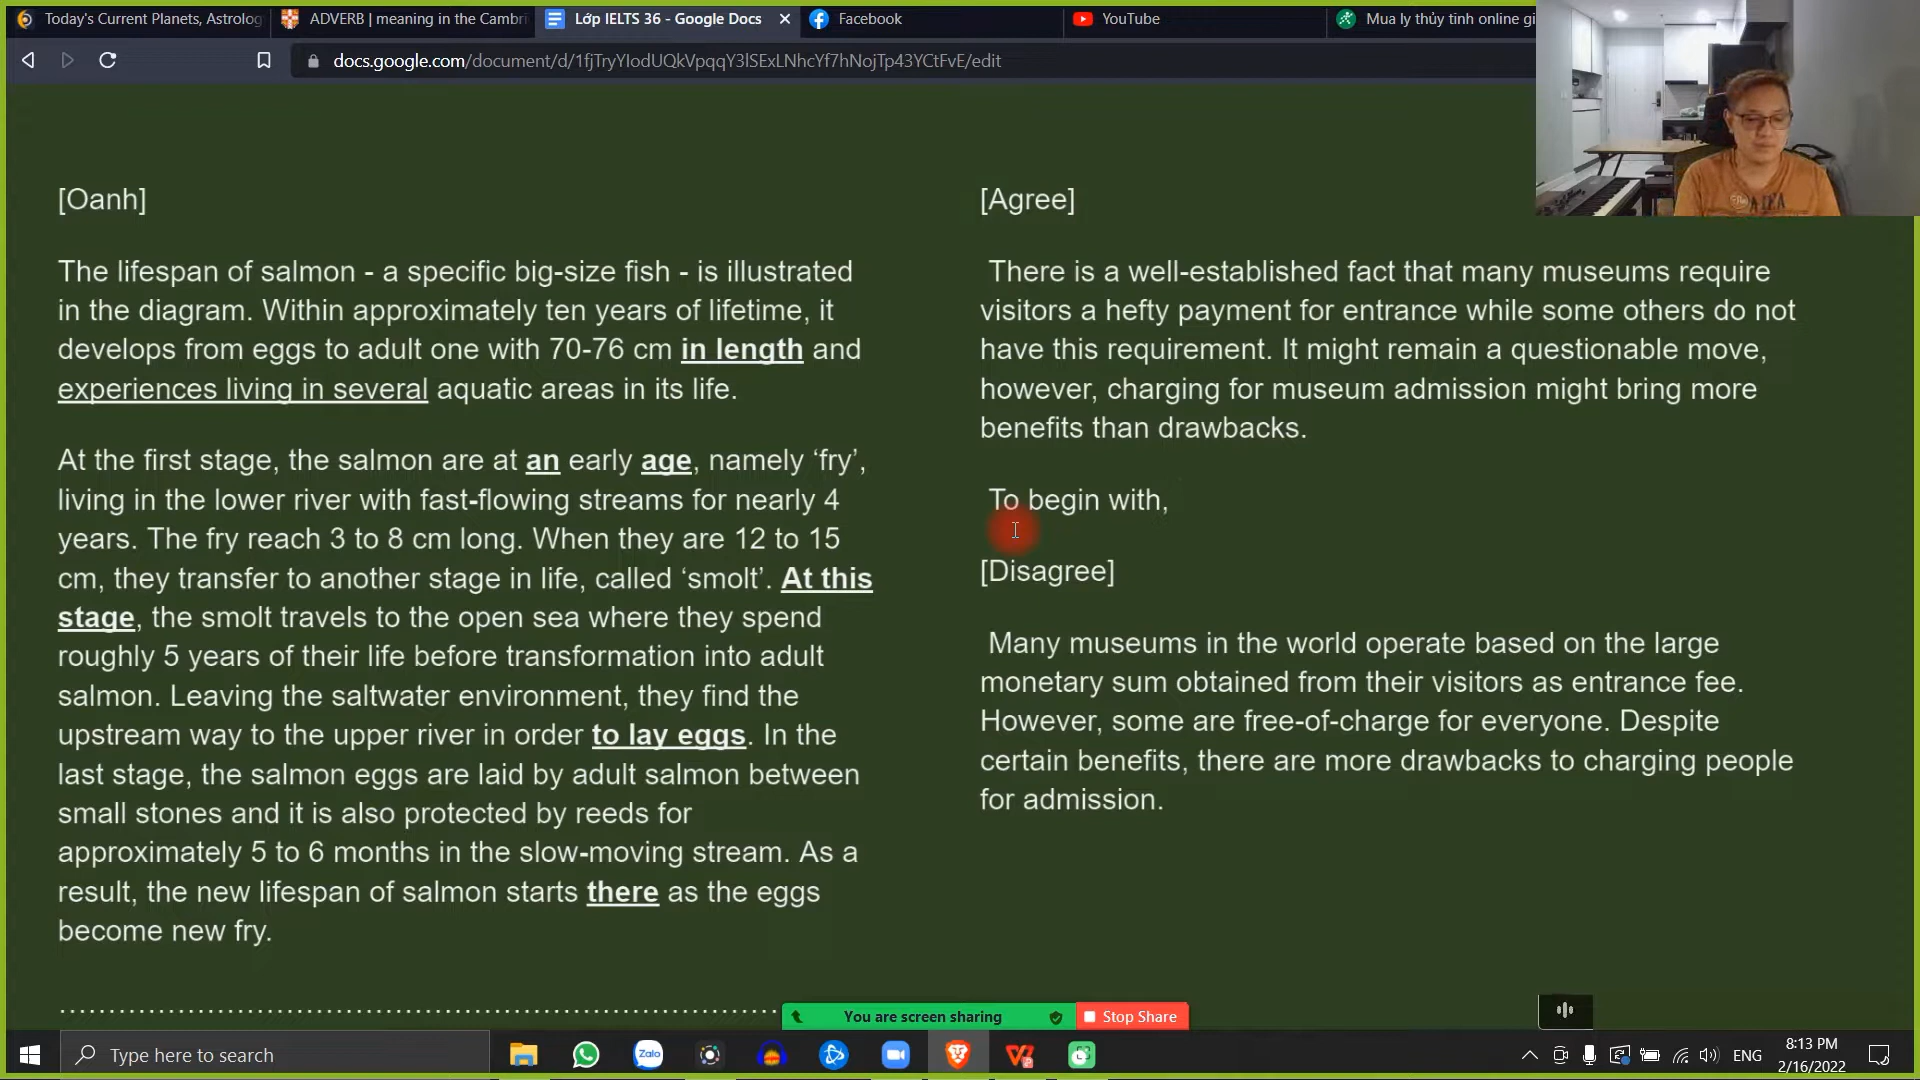 Today's Current Planets, Astrolog
ADVERB | meaning in the Cambri
Lớp IELTS 36 - Google Docs
Facebook
YouTube
Mua ly thủy tinh online gi
docs.google.com/document/d/1fjTryYIodUQkVpqqY3lSExLNhcYf7hNojTp43YCtFvE/edit
[Oanh]
The lifespan of salmon - a specific big-size fish - is illustrated
in the diagram. Within approximately ten years of lifetime, it
develops from eggs to adult one with 70-76 cm in length and
experiences living in several aquatic areas in its life.
At the first stage, the salmon are at an early age, namely ‘fry’,
living in the lower river with fast-flowing streams for nearly 4
years. The fry reach 3 to 8 cm long. When they are 12 to 15
cm, they transfer to another stage in life, called ‘smolt’. At this
stage, the smolt travels to the open sea where they spend
roughly 5 years of their life before transformation into adult
salmon. Leaving the saltwater environment, they find the
upstream way to the upper river in order to lay eggs. In the
last stage, the salmon eggs are laid by adult salmon between
small stones and it is also protected by reeds for
approximately 5 to 6 months in the slow-moving stream. As a
result, the new lifespan of salmon starts there as the eggs
become new fry.
[Agree]
There is a well-established fact that many museums require
visitors a hefty payment for entrance while some others do not
have this requirement. It might remain a questionable move,
however, charging for museum admission might bring more
benefits than drawbacks.
To begin with,
[Disagree]
Many museums in the world operate based on the large
monetary sum obtained from their visitors as entrance fee.
However, some are free-of-charge for everyone. Despite
certain benefits, there are more drawbacks to charging people
for admission.
You are screen sharing
Stop Share
Type here to search
Zalo
ENG
8:13 PM
2/16/2022